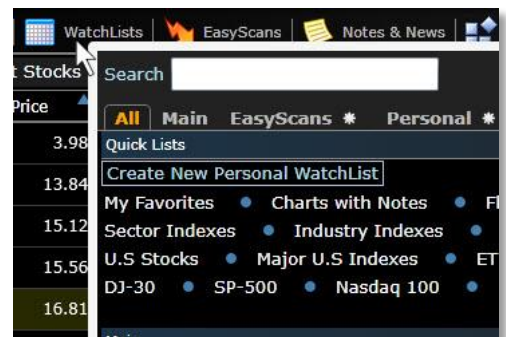 WatchLists EasyScans Notes & News
t Stocks
Search
Price
All Main EasyScans * Personal *
3.98
Quick Lists
Create New Personal WatchList
13.84
My Favorites • Charts with Notes •
15.12
Sector Indexes • Industry Indexes •
15.56
U.S Stocks • Major U.S Indexes • ET
DJ-30 • SP-500 • Nasdaq 100 •
16.81